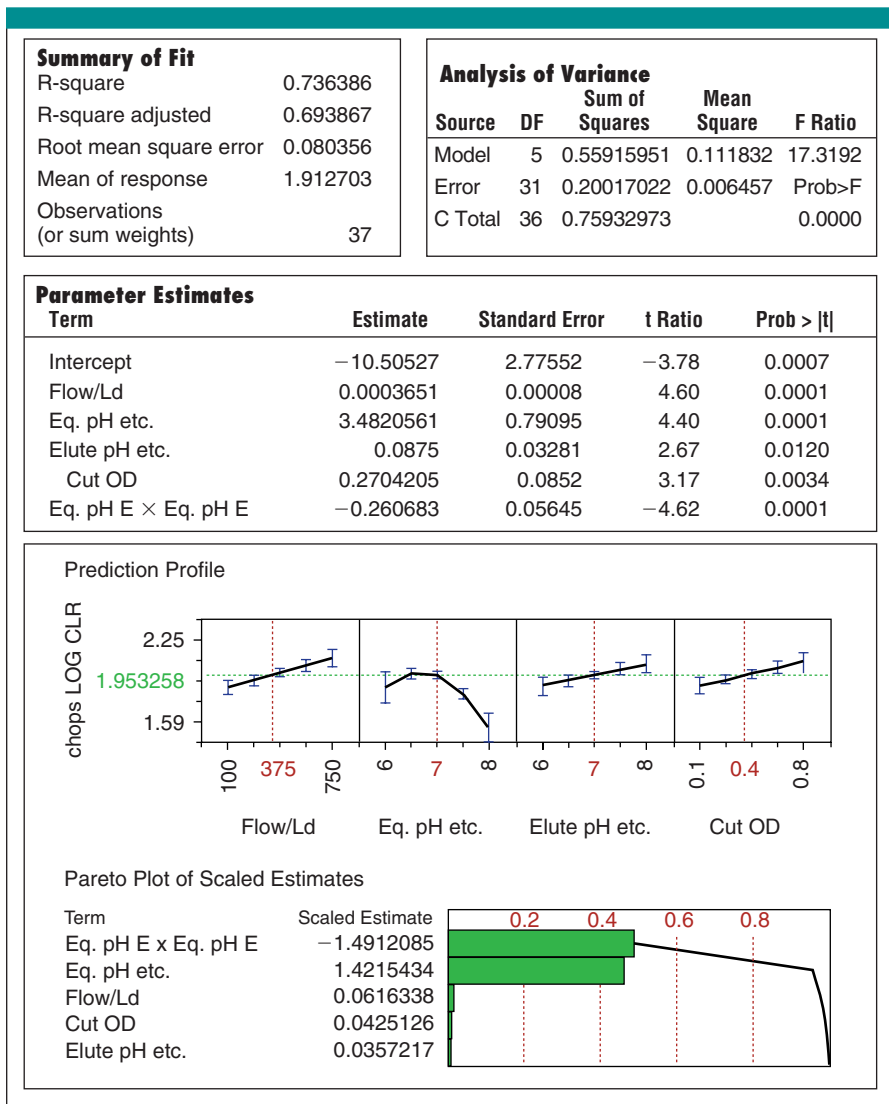 Summary of Fit
R-square 0.736386
R-square adjusted 0.693867
Root mean square error 0.080356
Mean of response 1.912703
Observations
(or sum weights) 37
Analysis of Variance
Sum of Mean
Source DF Squares Square F Ratio
Model 5 0.55915951 0.111832 17.3192
Error 31 0.20017022 0.006457 Prob>F
C Total 36 0.75932973 0.0000
Parameter Estimates
Term Estimate Standard Error t Ratio Prob > |t|
Intercept −10.50527 2.77552 −3.78 0.0007
Flow/Ld 0.0003651 0.00008 4.60 0.0001
Eq. pH etc. 3.4820561 0.79095 4.40 0.0001
Elute pH etc. 0.0875 0.03281 2.67 0.0120
Cut OD 0.2704205 0.0852 3.17 0.0034
Eq. pH E × Eq. pH E −0.260683 0.05645 −4.62 0.0001
Prediction Profile
chops LOG CLR
2.25
1.953258
1.59
100 375 750 6 7 8 6 7 8 0.1 0.4 0.8
Flow/Ld Eq. pH etc. Elute pH etc. Cut OD
Pareto Plot of Scaled Estimates
Term Scaled Estimate 0.2 0.4 0.6 0.8
Eq. pH E x Eq. pH E −1.4912085
Eq. pH etc. 1.4215434
Flow/Ld 0.0616338
Cut OD 0.0425126
Elute pH etc. 0.0357217